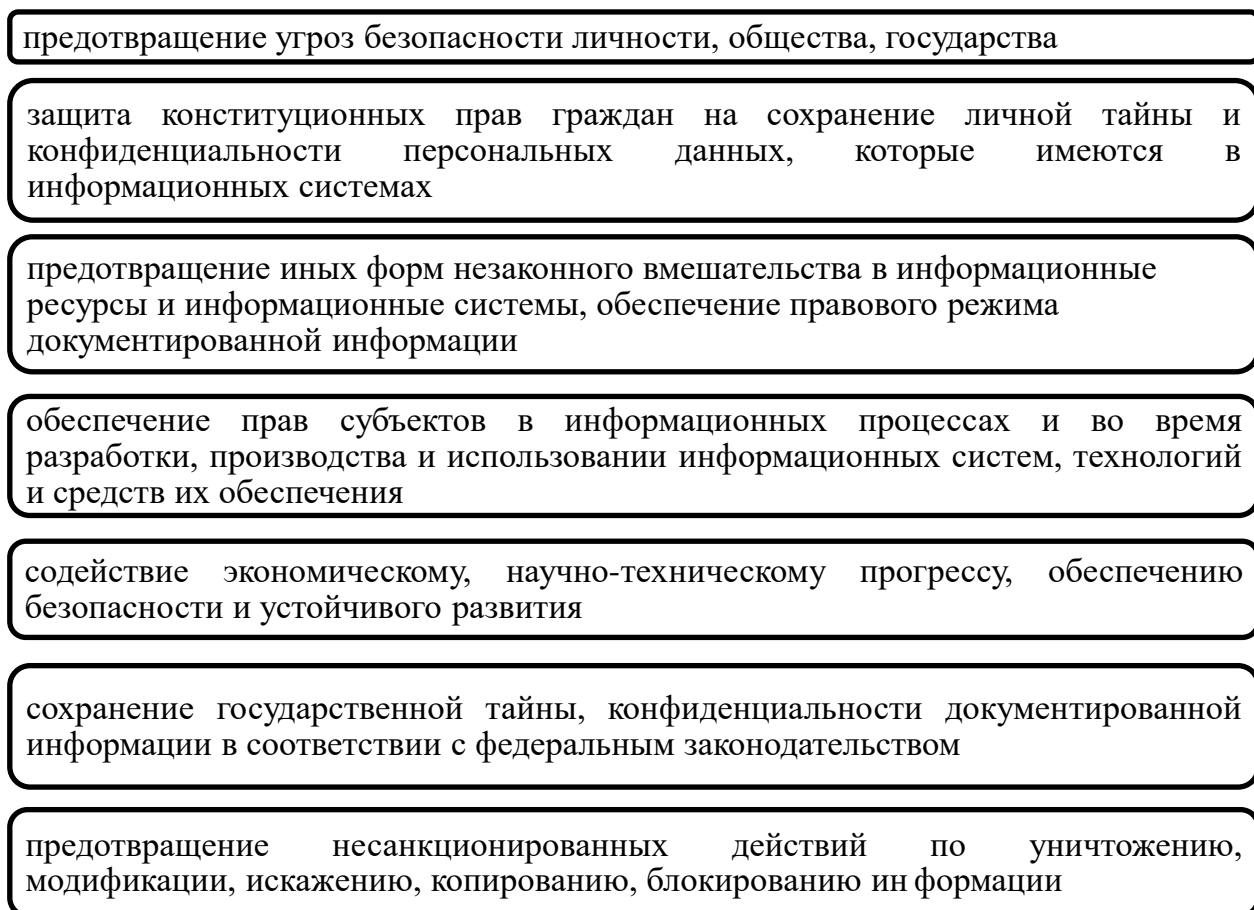 предотвращение угроз безопасности личности, общества, государства
защита конституционных прав граждан на сохранение личной тайны и
конфиденциальности персональных данных, которые имеются в
информационных системах
предотвращение иных форм незаконного вмешательства в информационные
ресурсы и информационные системы, обеспечение правового режима
документированной информации
обеспечение прав субъектов в информационных процессах и во время
разработки, производства и использовании информационных систем, технологий
и средств их обеспечения
содействие экономическому, научно-техническому прогрессу, обеспечению
безопасности и устойчивого развития
сохранение государственной тайны, конфиденциальности документированной
информации в соответствии с федеральным законодательством
предотвращение несанкционированных действий по уничтожению,
модификации, искажению, копированию, блокированию ин формации